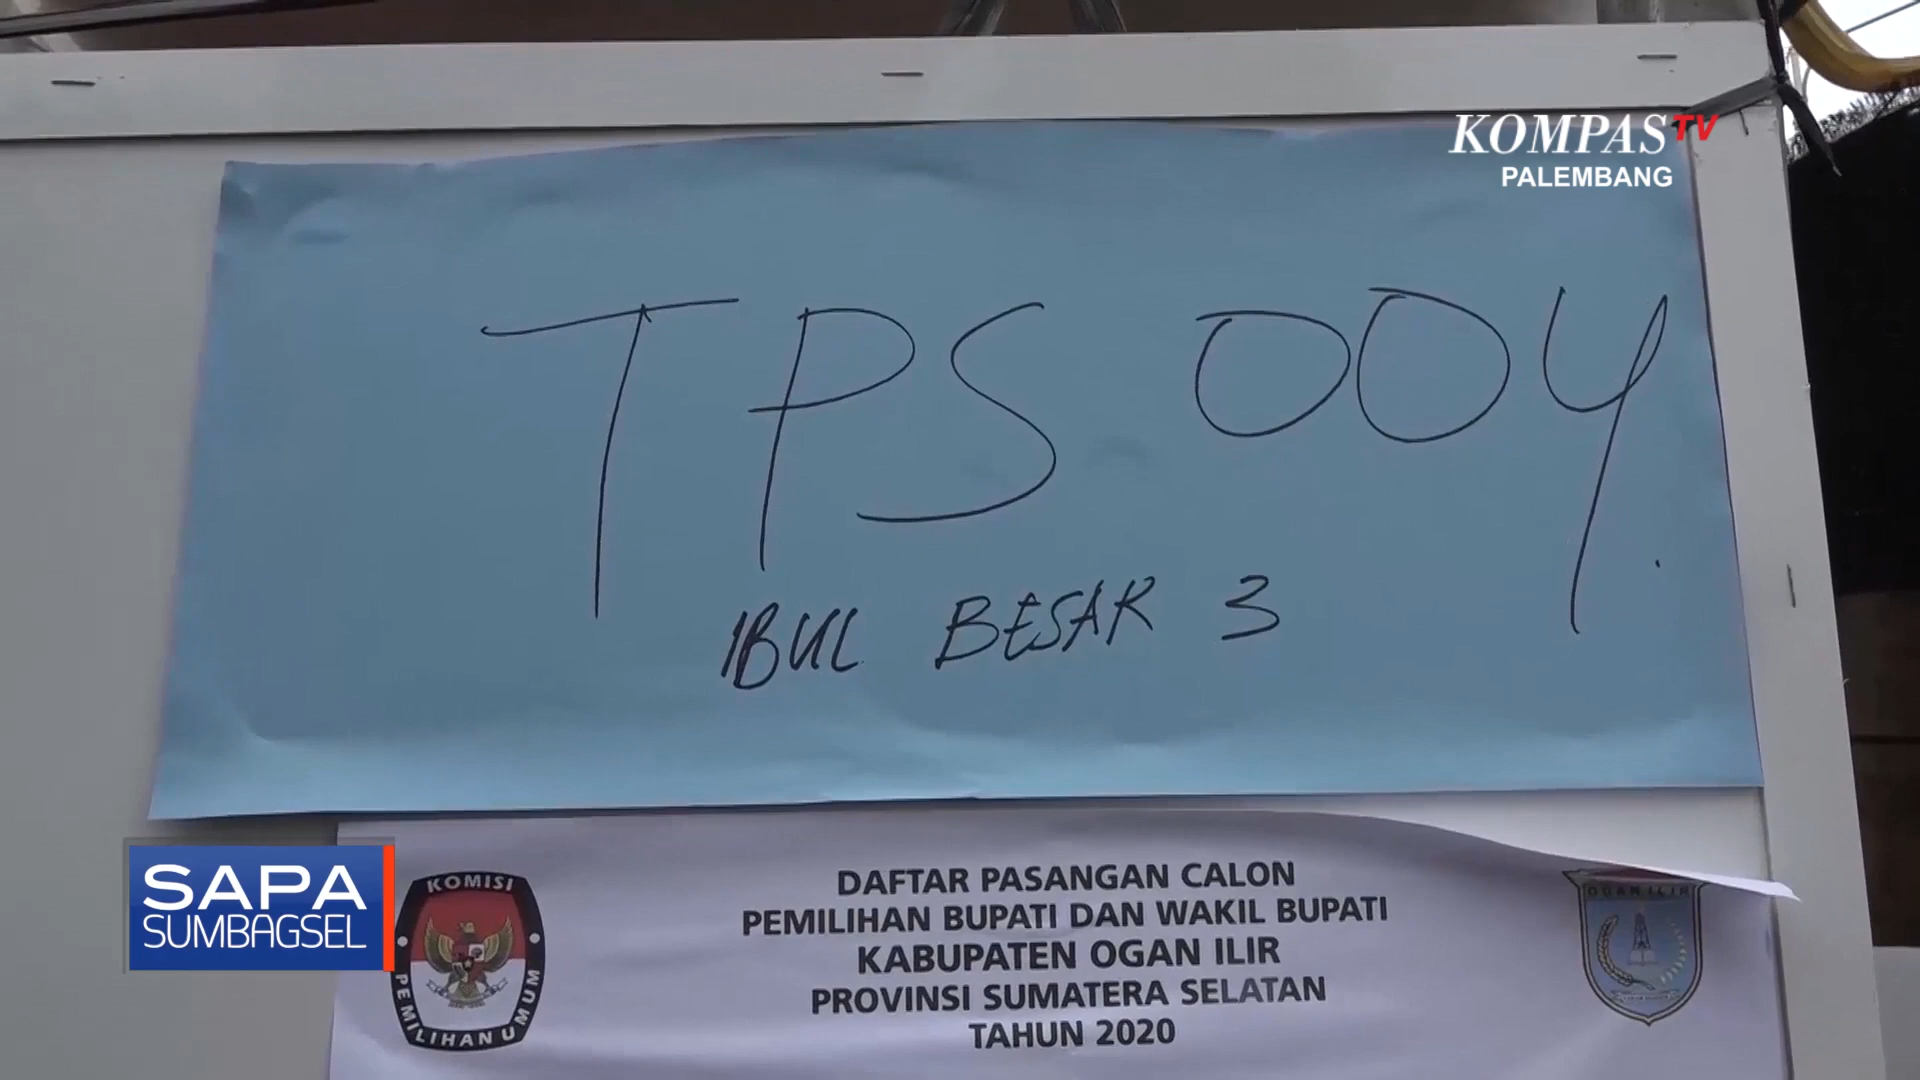 KOMPAS TV
PALEMBANG
TPS 004.
IBUL BESAR 3
SAPA
SUMBAGSEL
KOMISI
PEMILIHAN UMUM
DAFTAR PASANGAN CALON
PEMILIHAN BUPATI DAN WAKIL BUPATI
KABUPATEN OGAN ILIR
PROVINSI SUMATERA SELATAN
TAHUN 2020
OGAN ILIR